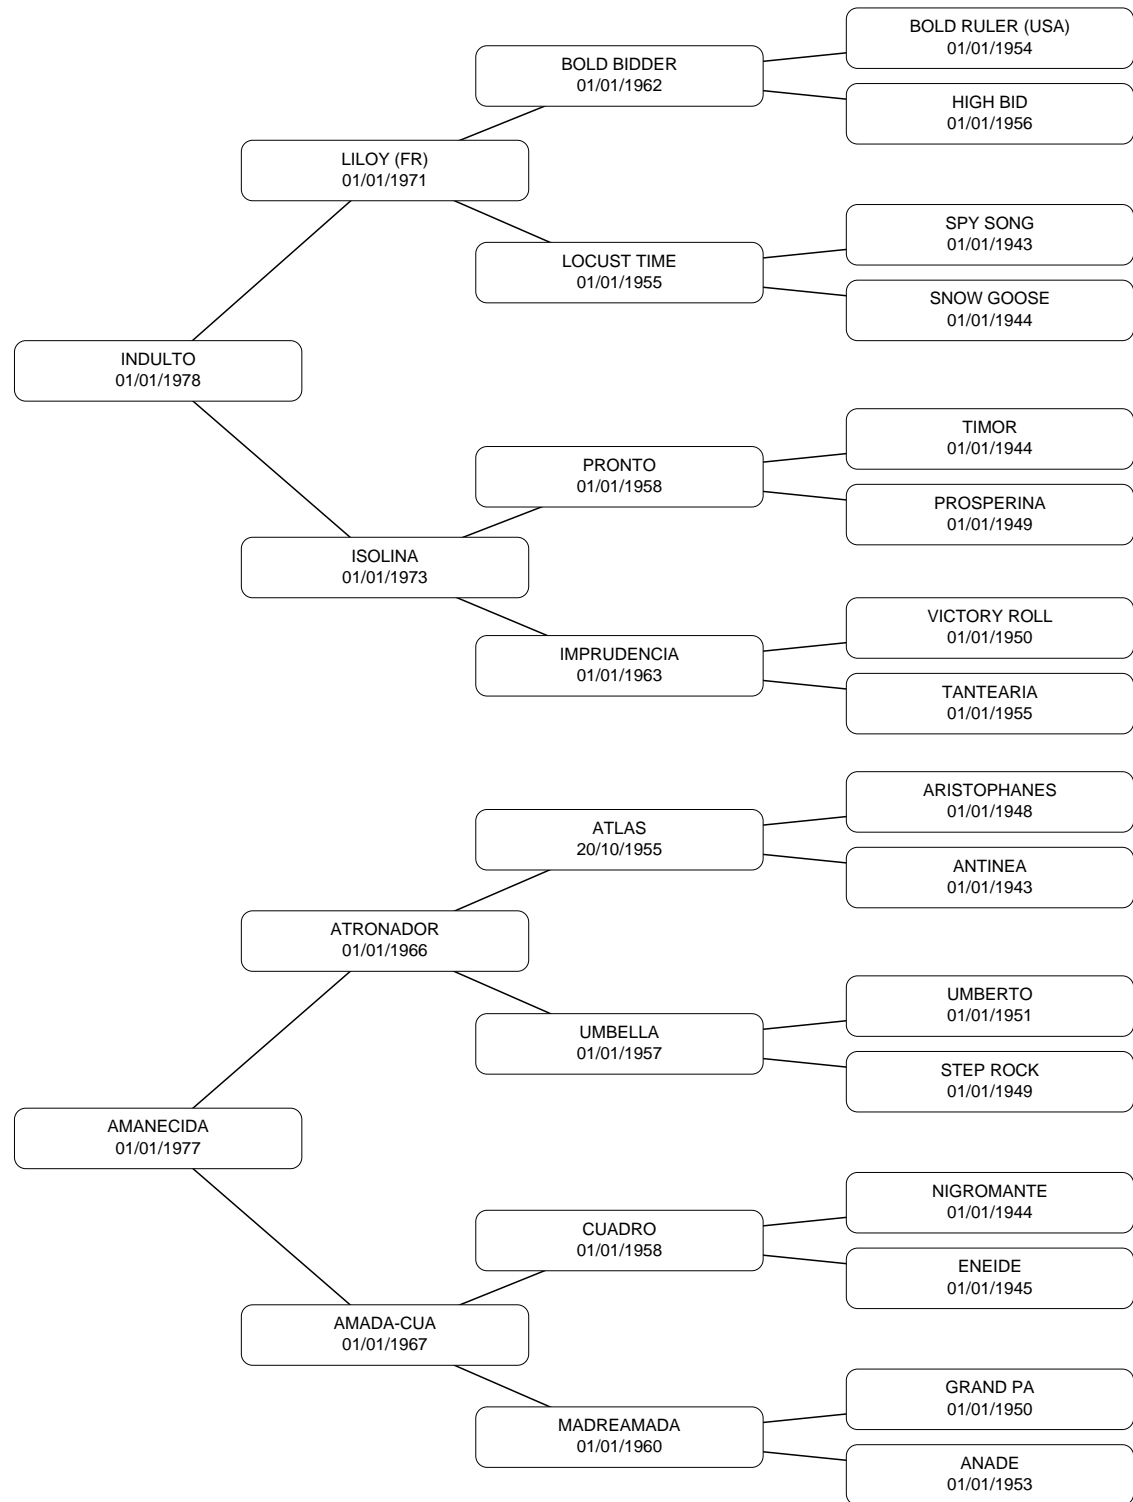 BOLD RULER (USA)
01/01/1954
BOLD BIDDER
01/01/1962
HIGH BID
01/01/1956
LILOY (FR)
01/01/1971
SPY SONG
01/01/1943
LOCUST TIME
01/01/1955
SNOW GOOSE
01/01/1944
INDULTO
01/01/1978
TIMOR
01/01/1944
PRONTO
01/01/1958
PROSPERINA
01/01/1949
ISOLINA
01/01/1973
VICTORY ROLL
01/01/1950
IMPRUDENCIA
01/01/1963
TANTEARIA
01/01/1955
ARISTOPHANES
01/01/1948
ATLAS
20/10/1955
ANTINEA
01/01/1943
ATRONADOR
01/01/1966
UMBERTO
01/01/1951
UMBELLA
01/01/1957
STEP ROCK
01/01/1949
AMANECIDA
01/01/1977
NIGROMANTE
01/01/1944
CUADRO
01/01/1958
ENEIDE
01/01/1945
AMADA-CUA
01/01/1967
GRAND PA
01/01/1950
MADREAMADA
01/01/1960
ANADE
01/01/1953